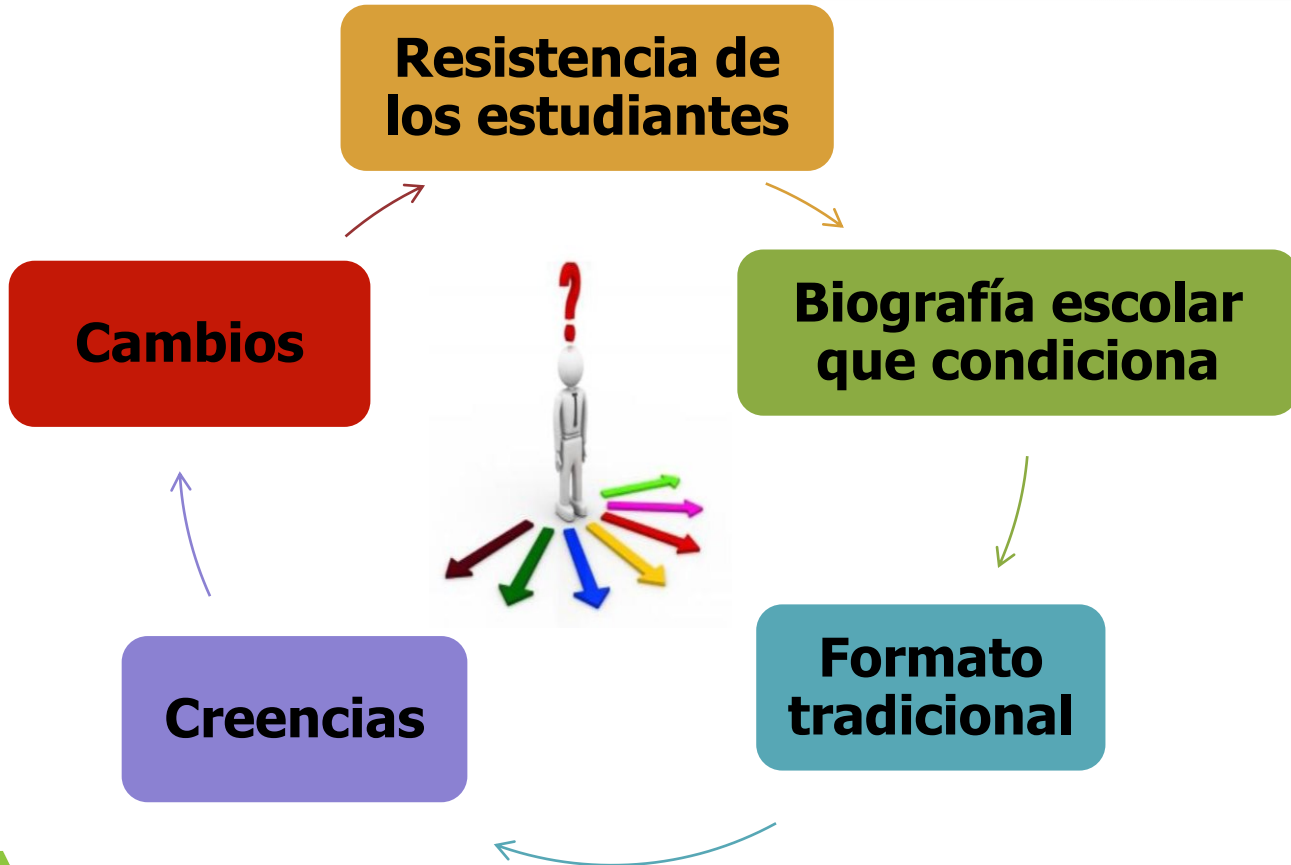 Resistencia de
los estudiantes
Biografía escolar
que condiciona
Formato
tradicional
Creencias
Cambios
?